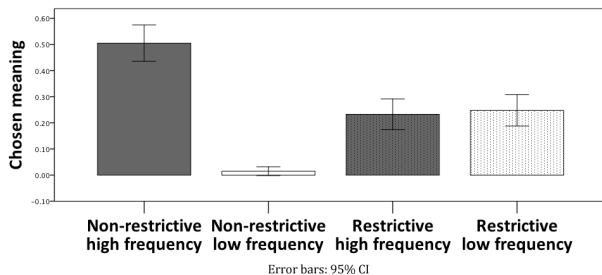 0.60
0.50
0.40
0.30
0.20
0.10
0.00
-0.10
Chosen meaning
Non-restrictive high frequency
Non-restrictive low frequency
Restrictive high frequency
Restrictive low frequency
Error bars: 95% CI